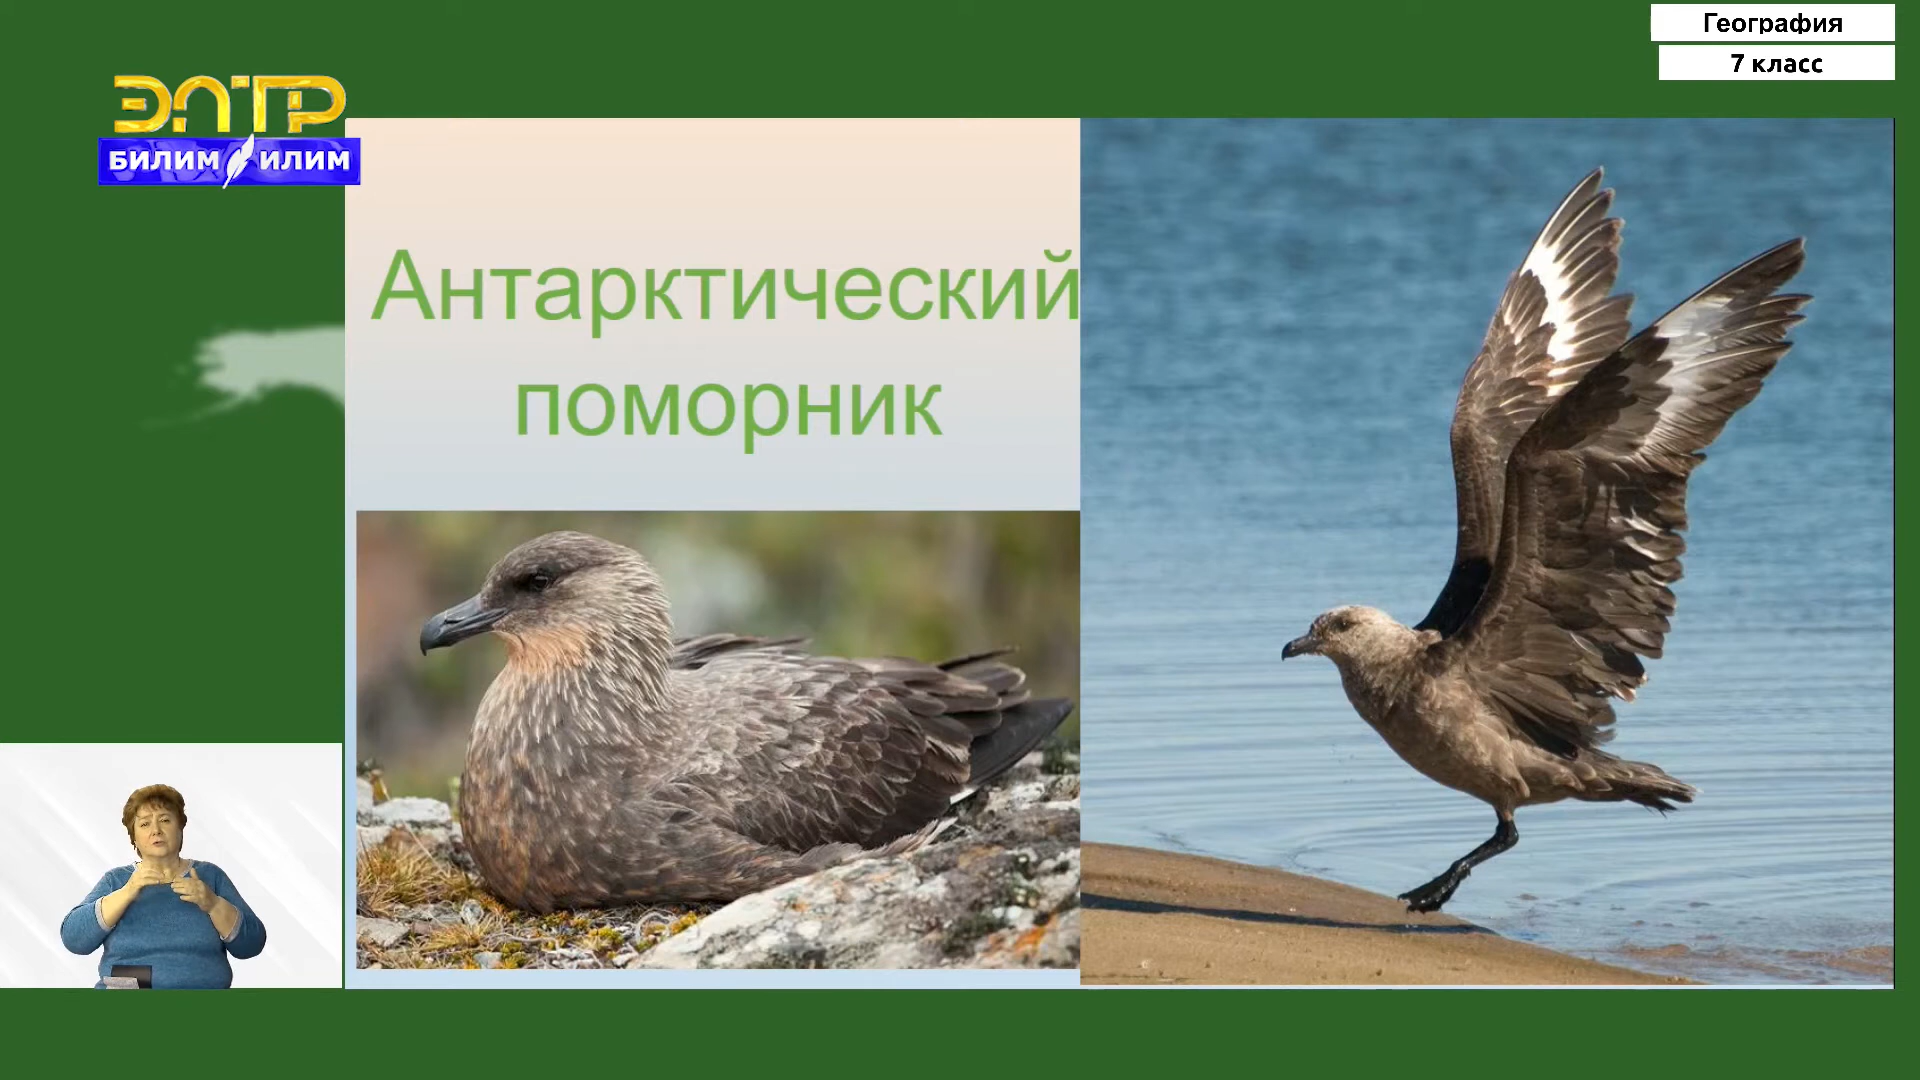 География
7 класс
ЭЛТР
БИЛИМ ИЛИМ
Антарктический
поморник